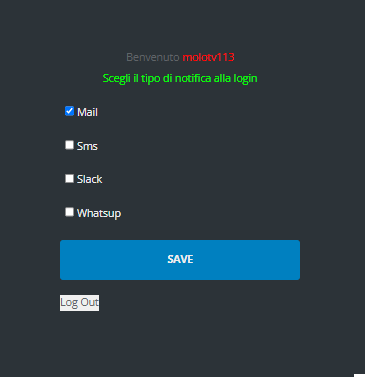 Benvenuto molotv113
Scegli il tipo di notifica alla login
Mail
Sms
Slack
Whatsup
SAVE
Log Out